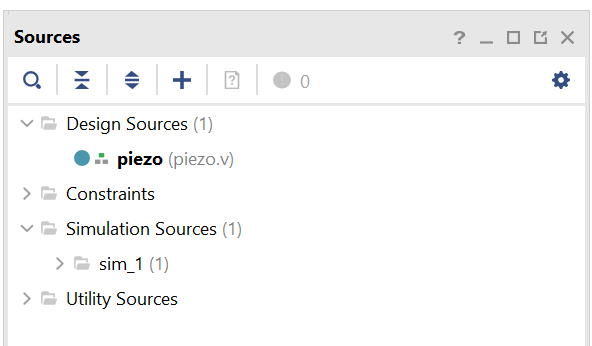 Sources
0
Design Sources (1)
piezo (piezo.v)
Constraints
Simulation Sources (1)
sim_1 (1)
Utility Sources